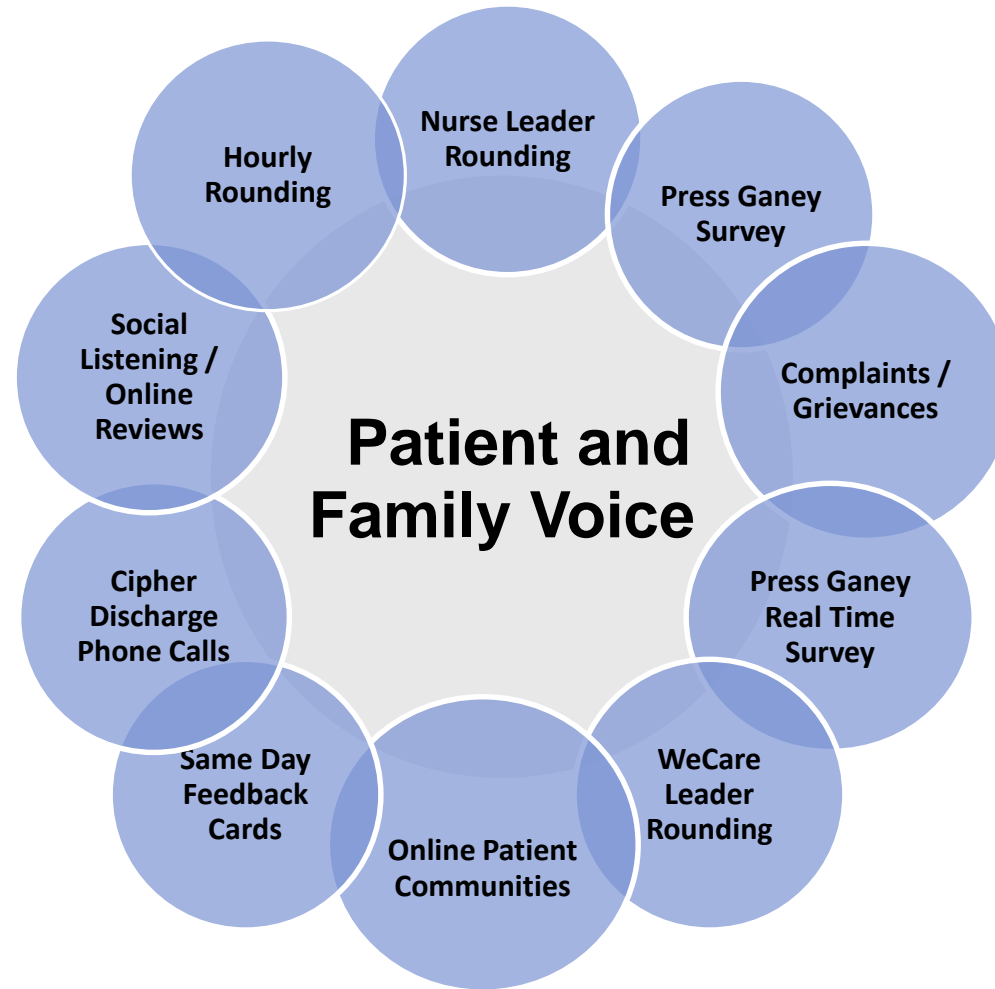 Nurse Leader
Rounding
Press Ganey
Survey
Complaints /
Grievances
Press Ganey
Real Time
Survey
WeCare
Leader
Rounding
Online Patient
Communities
Same Day
Feedback
Cards
Cipher
Discharge
Phone Calls
Social
Listening /
Online
Reviews
Hourly
Rounding
Patient and
Family Voice